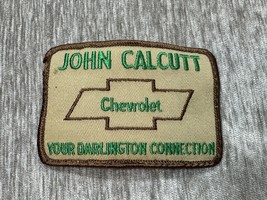 JOHN CALCUTT
Chevrolet
YOUR DARLINGTON CONNECTION